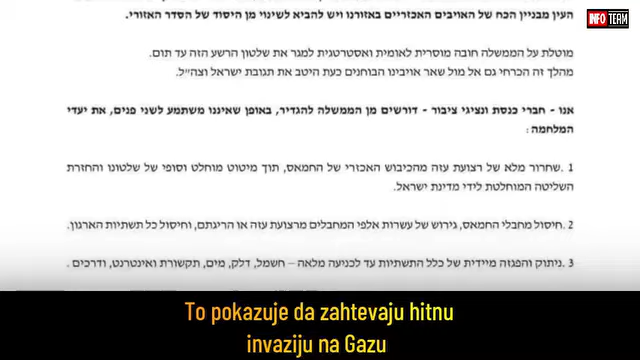 INFO TEAM
העין מבניין הכח של האויבים האכזריים באזורנו ויש להביא לשינוי מן היסוד של הסדר האזורי.
מוטלת על הממשלה חובה מוסרית לאומית ואסטרטגית למגר את שלטון הרשע הזה עד תום.
מהלך זה הכרחי גם אל מול שאר אויבינו הבוחנים כעת היטב את תגובת ישראל וצה״ל.
אנו - חברי כנסת ונציגי ציבור - דורשים מן הממשלה להגדיר, באופן שאיננו משתמע לשני פנים, את יעדי
המלחמה:
1. שחרור מלא של רצועת עזה מהכיבוש האכזרי של החמאס, תוך מיטוט מוחלט וסופי של שלטונו והחזרת
השליטה המוחלטת לידי מדינת ישראל.
2. חיסול מחבלי החמאס, גירוש של עשרות אלפי המחבלים מרצועת עזה או הריגתם, וחיסול כל תשתיות הארגון.
3. ניתוק והפגזה מיידית של כלל התשתיות עד לכניעה מלאה – חשמל, דלק, מים, תקשורת ואינטרנט, ודרכים.
To pokazuje da zahtevaju hitnu
invaziju na Gazu